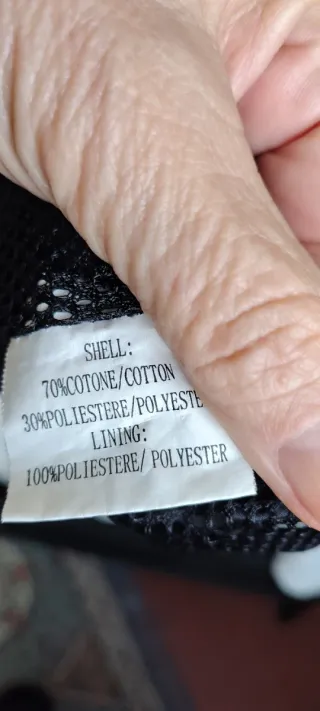 SHELL:
70%COTONE/COTTON
30%POLIESTERE/POLYESTE
LINING:
100%POLIESTERE/ POLYESTER